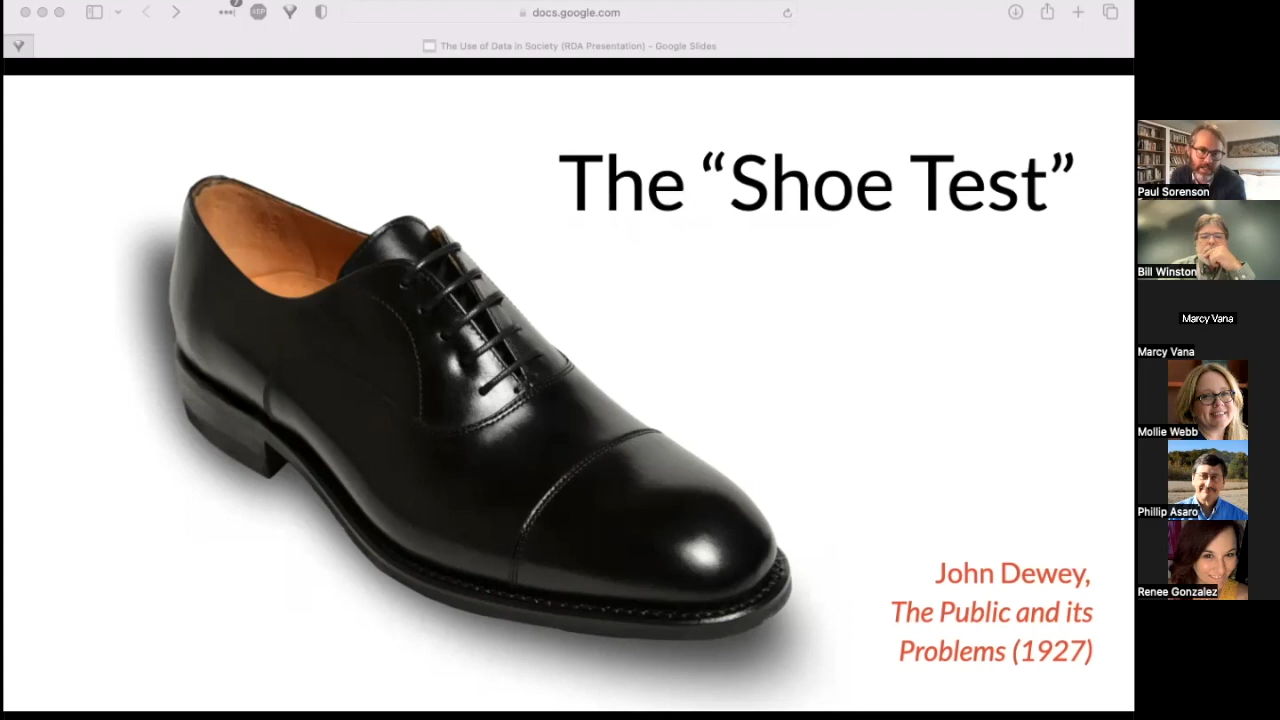 7
docs.google.com
The Use of Data in Society (RDA Presentation) – Google Slides
The “Shoe Test”
John Dewey,
The Public and its
Problems (1927)
Paul Sorenson
Bill Winston
Marcy Vana
Marcy Vana
Mollie Webb
Phillip Asaro
Renee Gonzalez